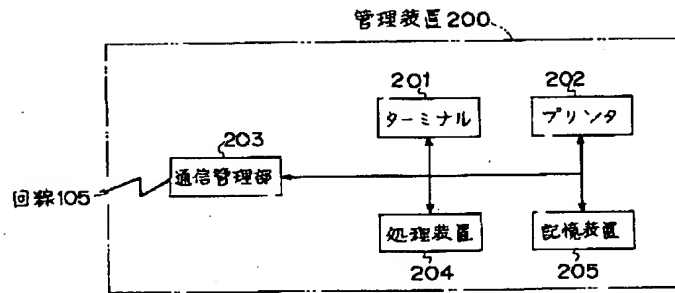 管理装置200
201
ターミナル
202
プリンタ
203
通信管理部
回線105
処理装置
204
記憶装置
205